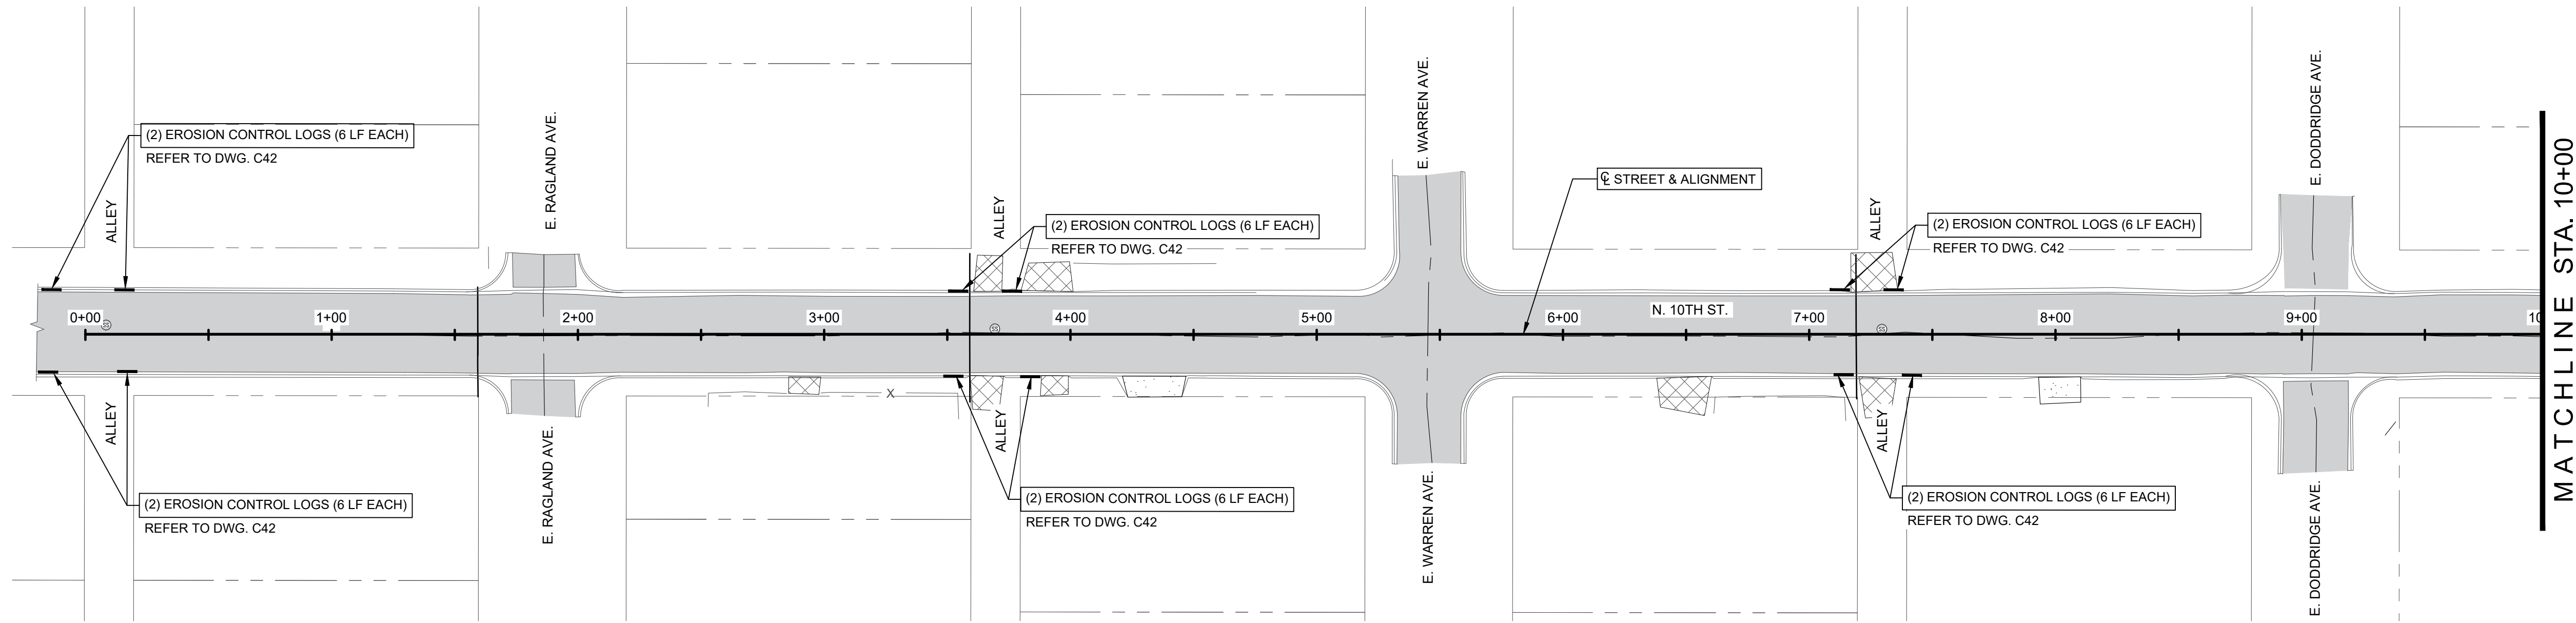 E. RAGLAND AVE.
E. WARREN AVE.
E. DODDRIDGE AVE.
(2) EROSION CONTROL LOGS (6 LF EACH)
REFER TO DWG. C42
ALLEY
ALLEY
(2) EROSION CONTROL LOGS (6 LF EACH)
REFER TO DWG. C42
℄ STREET & ALIGNMENT
ALLEY
(2) EROSION CONTROL LOGS (6 LF EACH)
REFER TO DWG. C42
N. 10TH ST.
0+00
SS
1+00
2+00
3+00
SS
4+00
5+00
6+00
7+00
SS
8+00
9+00
10
MATCHLINE STA. 10+00
X
ALLEY
ALLEY
ALLEY
(2) EROSION CONTROL LOGS (6 LF EACH)
REFER TO DWG. C42
E. RAGLAND AVE.
(2) EROSION CONTROL LOGS (6 LF EACH)
REFER TO DWG. C42
E. WARREN AVE.
(2) EROSION CONTROL LOGS (6 LF EACH)
REFER TO DWG. C42
E. DODDRIDGE AVE.